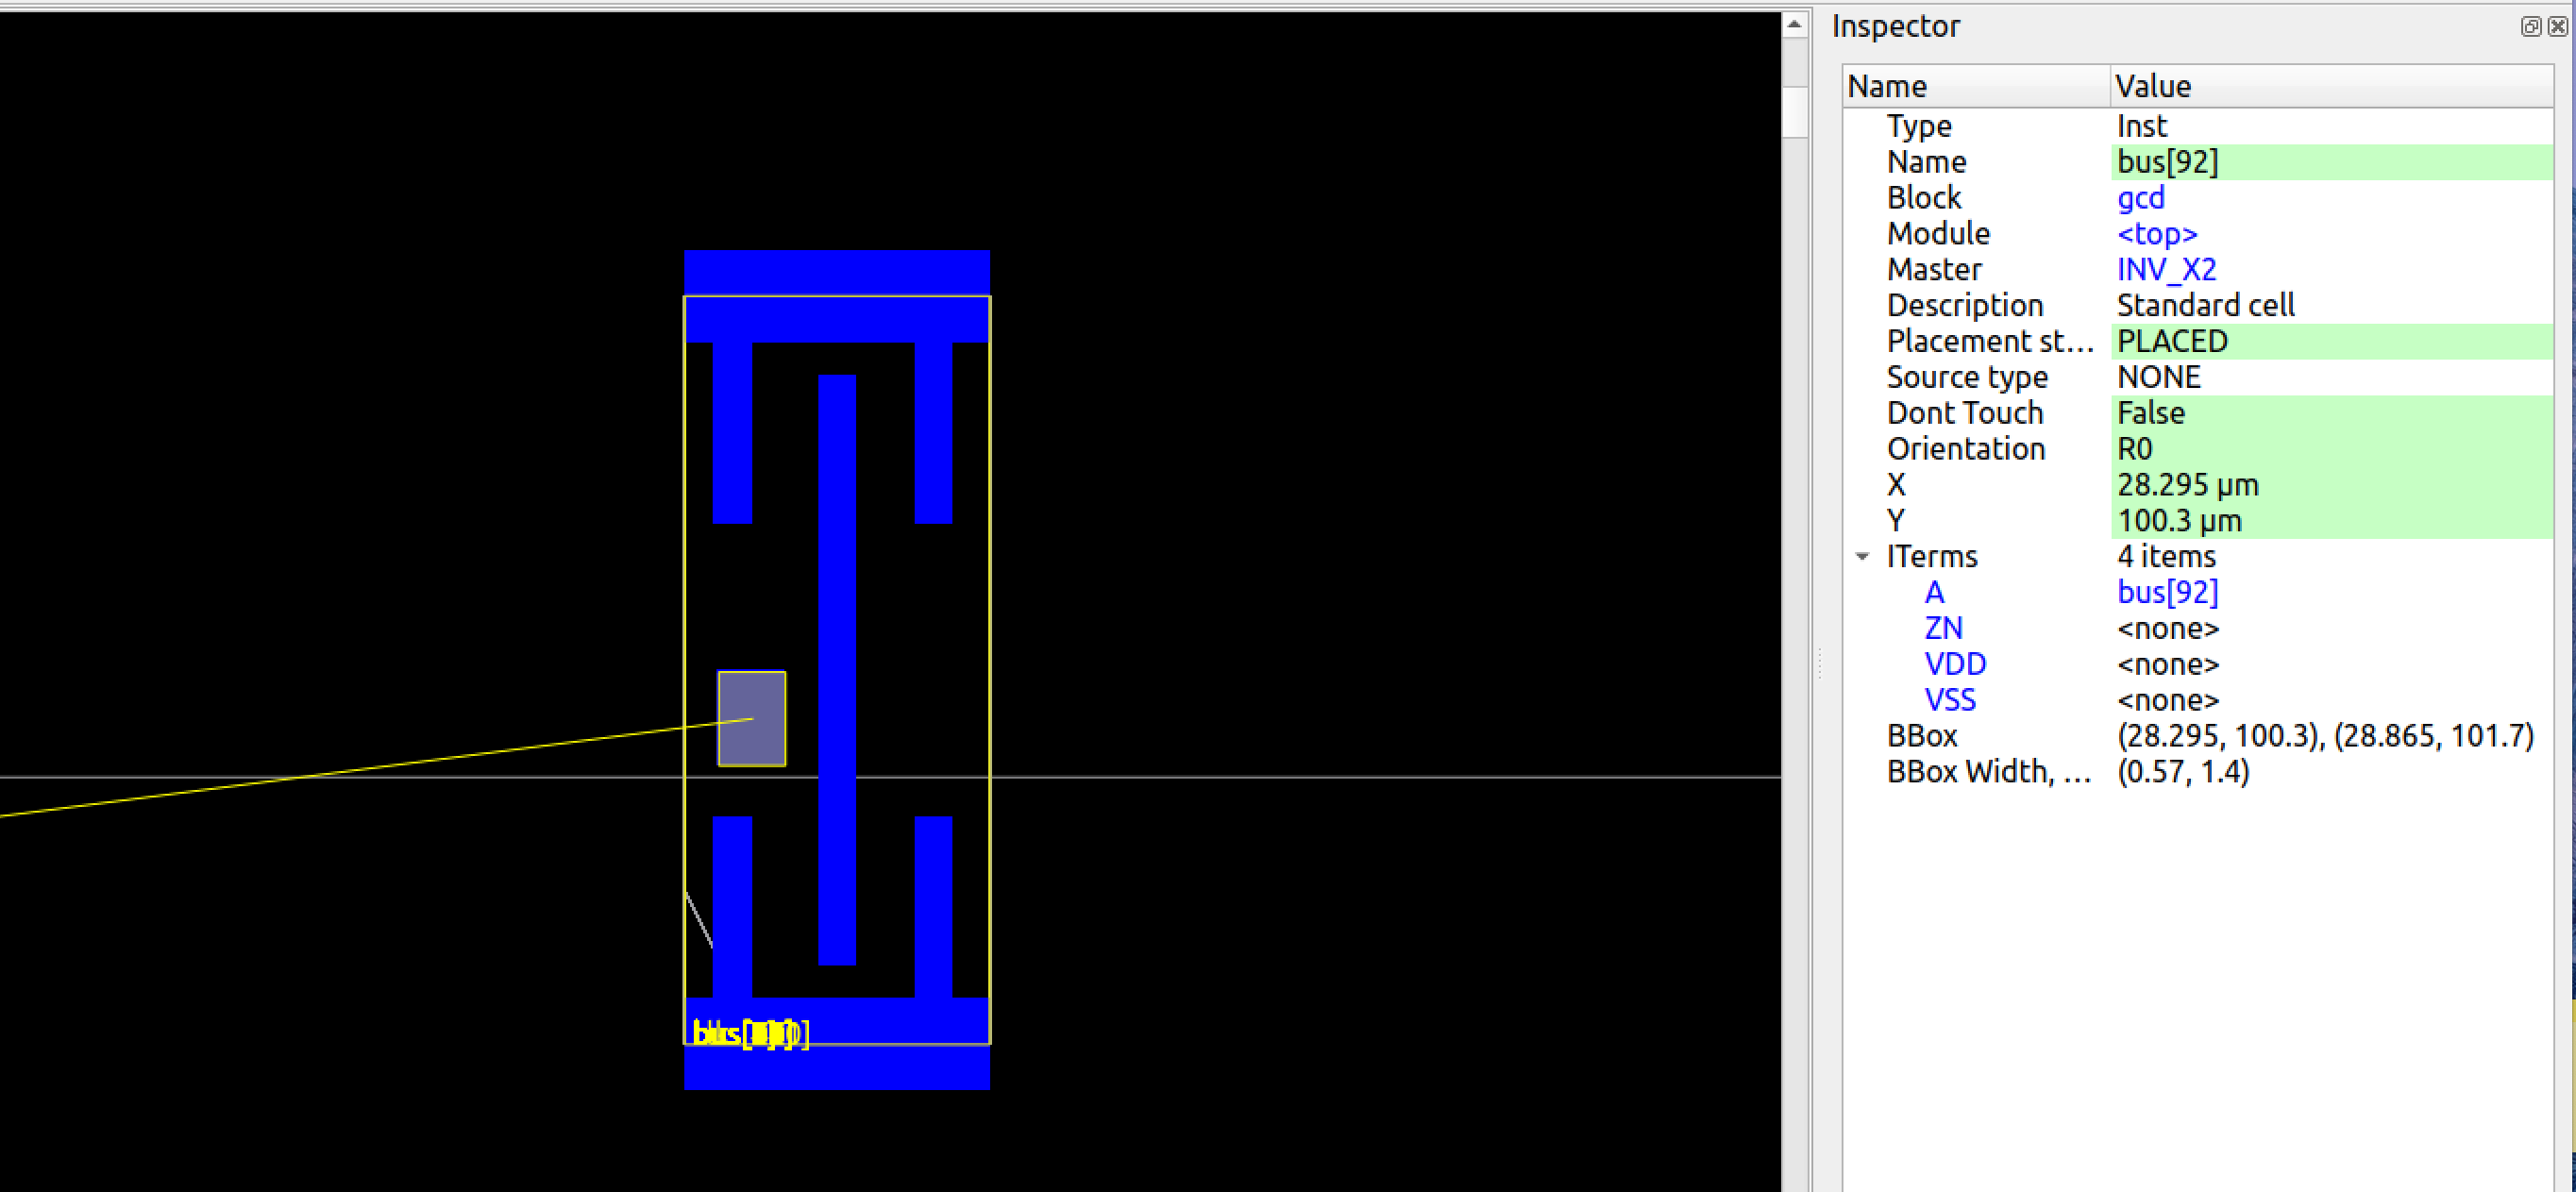 Inspector
Name Value
Type Inst
Name bus[92]
Block gcd
Module <top>
Master INV_X2
Description Standard cell
Placement st... PLACED
Source type NONE
Dont Touch False
Orientation R0
X 28.295 µm
Y 100.3 µm
ITerms 4 items
A bus[92]
ZN <none>
VDD <none>
VSS <none>
BBox (28.295, 100.3), (28.865, 101.7)
BBox Width, ... (0.57, 1.4)